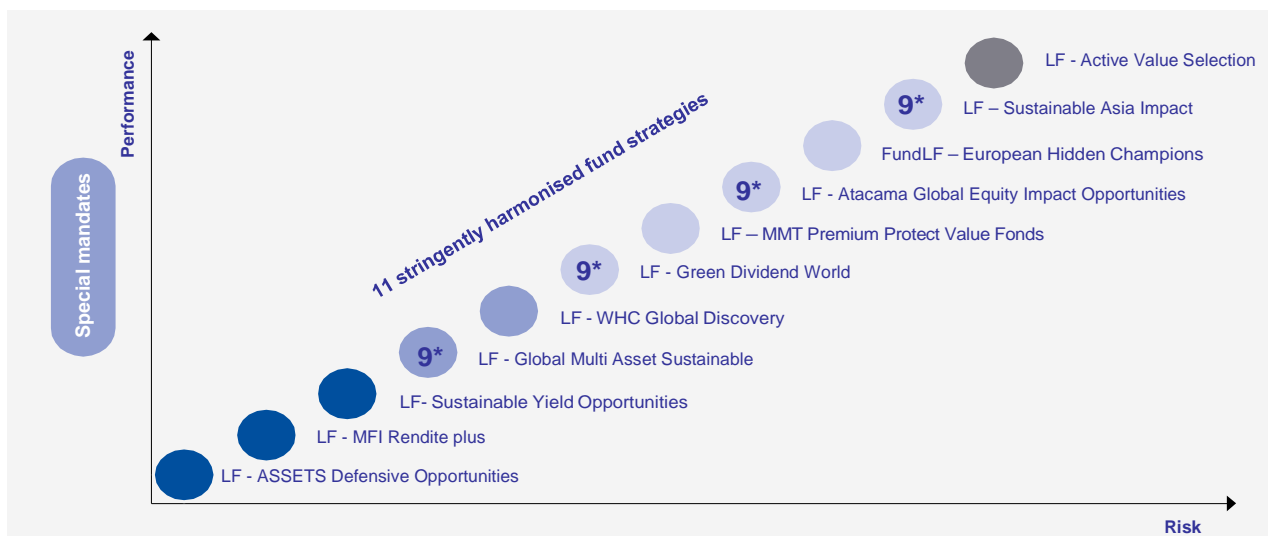 Performance
Special mandates
11 stringently harmonised fund strategies
LF - Active Value Selection
9*
LF – Sustainable Asia Impact
FundLF – European Hidden Champions
9*
LF - Atacama Global Equity Impact Opportunities
LF – MMT Premium Protect Value Fonds
9*
LF - Green Dividend World
LF - WHC Global Discovery
9*
LF - Global Multi Asset Sustainable
LF- Sustainable Yield Opportunities
LF - MFI Rendite plus
LF - ASSETS Defensive Opportunities
Risk